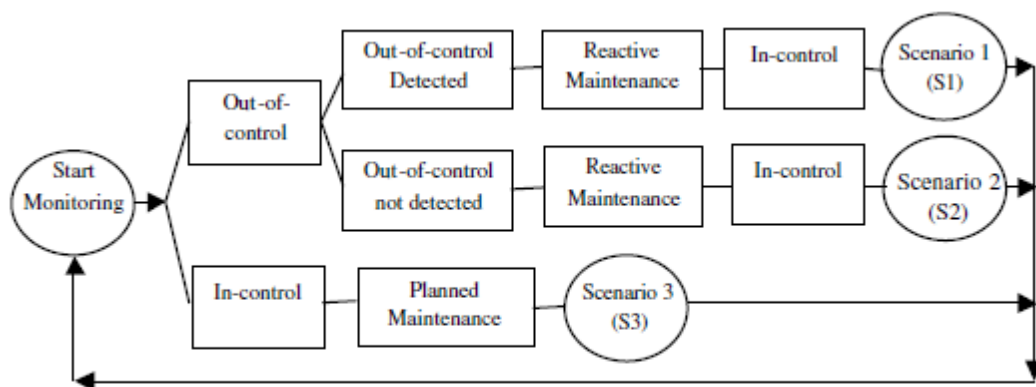 Out-of-control
Detected
Reactive
Maintenance
In-control
Scenario 1
(S1)
Out-of-
control
Start
Monitoring
Out-of-control
not detected
Reactive
Maintenance
In-control
Scenario 2
(S2)
In-control
Planned
Maintenance
Scenario 3
(S3)